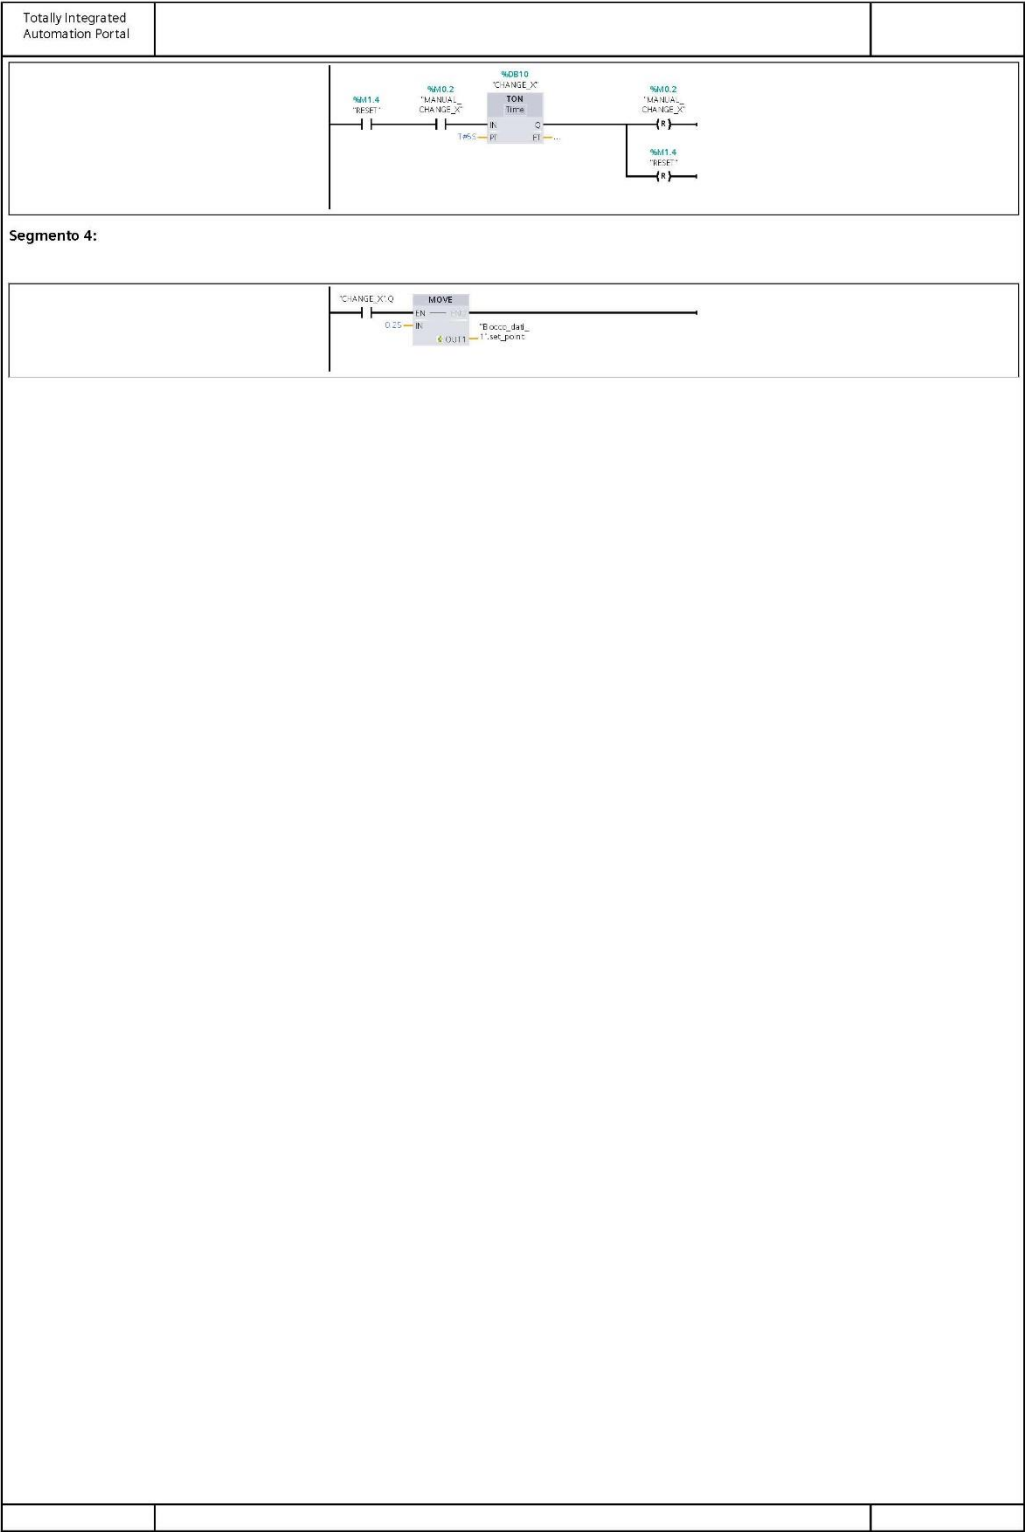 Totally Integrated
Automation Portal
%DB10
"CHANGE_X"
%M1.4
"RESET"
%M0.2
"MANUAL_
CHANGE_X"
TON
Time
IN
Q
T#5S
PT
ET
...
%M0.2
"MANUAL_
CHANGE_X"
R
%M1.4
"RESET"
R
Segmento 4:
"CHANGE_X".Q
MOVE
EN
ENO
0.25
IN
OUT1
"Blocco_dati_
1".set_point